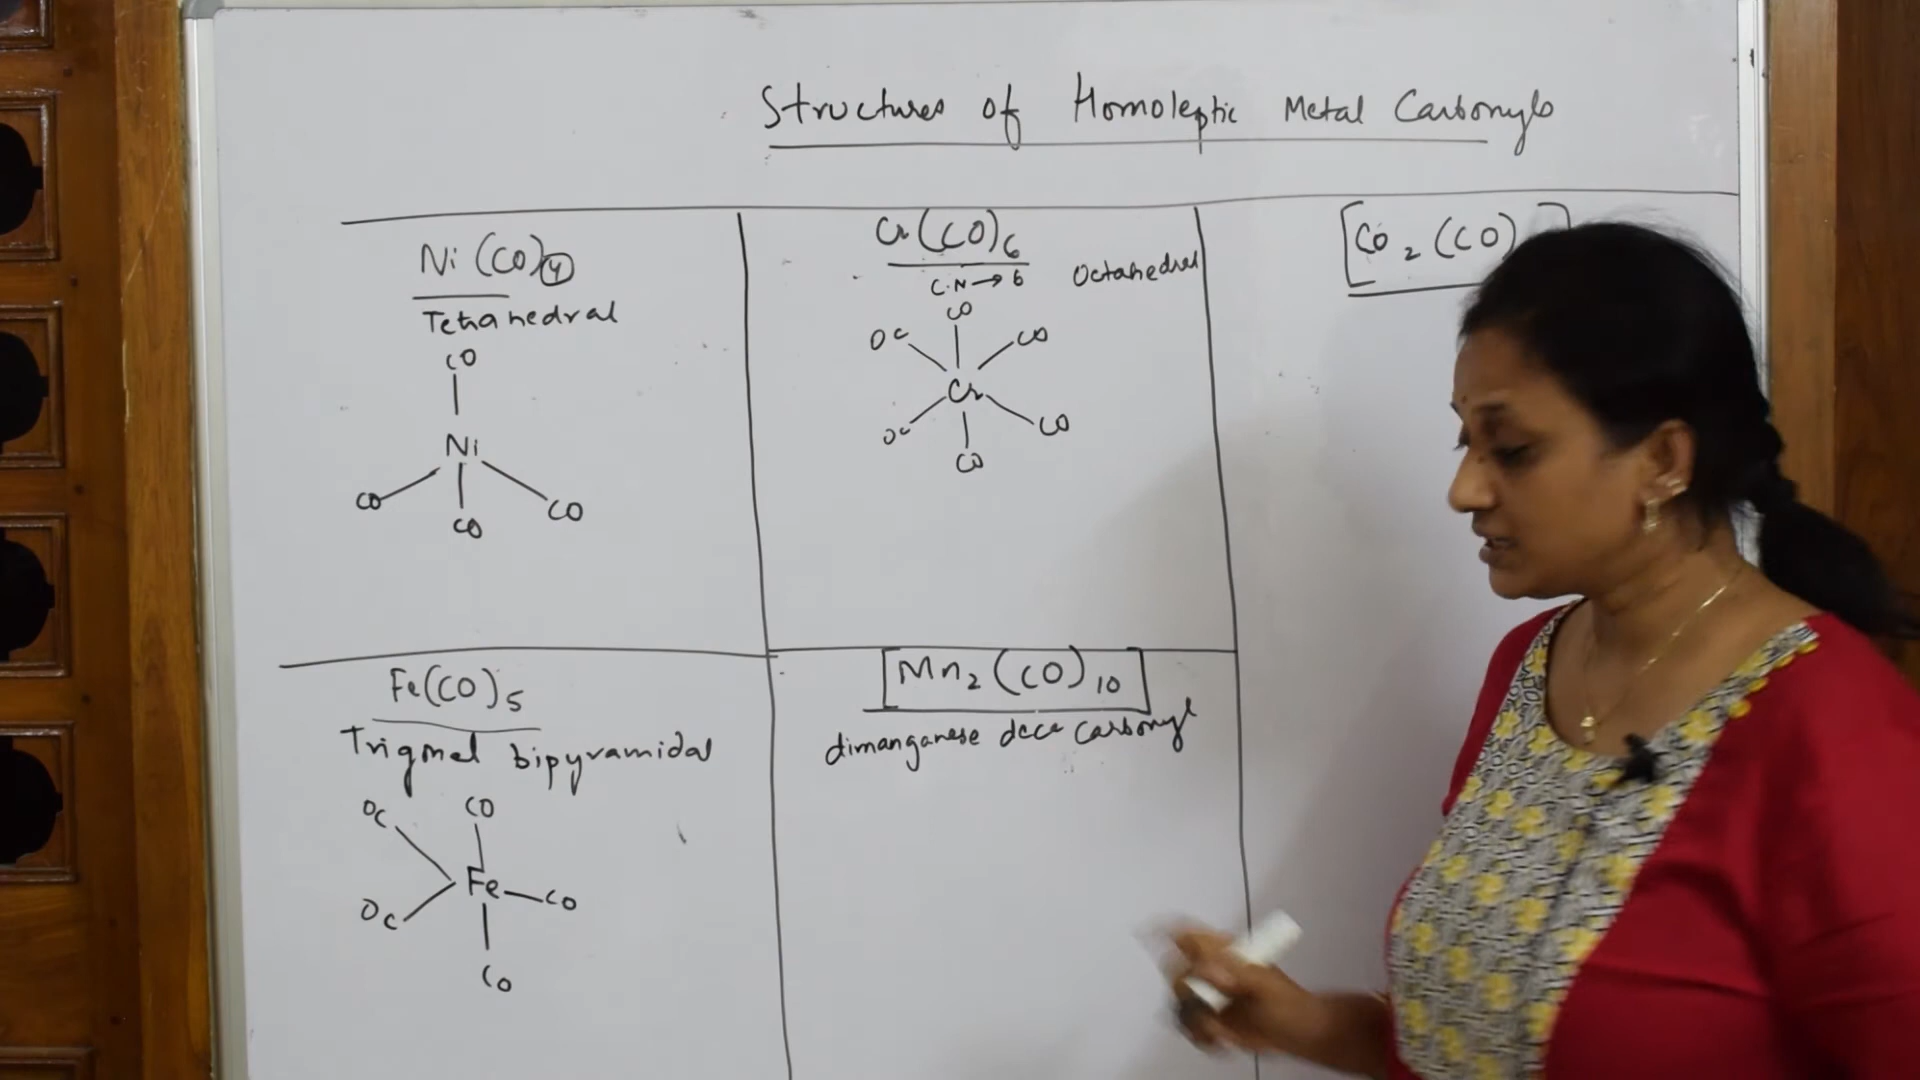 Structures of Homoleptic Metal Carbonyls
Ni (CO)4
Tetrahedral
CO
Ni
CO
CO
CO
Cr(CO)6
C.N→6
Octahedral
CO
OC
CO
Cr
OC
CO
CO
[Co2 (CO)
Fe(CO)5
Trigonal bipyramidal
OC
CO
Fe—CO
OC
CO
[Mn2 (CO)10]
dimanganese deca carbonyl